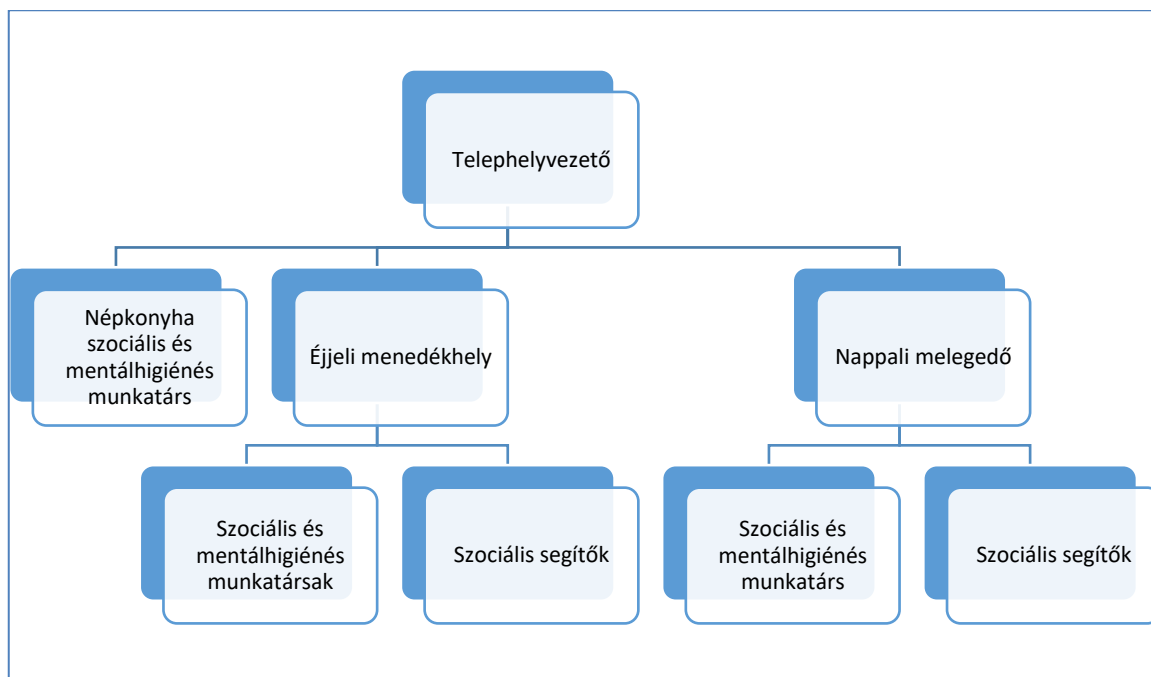 Telephelyvezető
Népkonyha
szociális és
mentálhigiénés
munkatárs
Éjjeli menedékhely
Nappali melegedő
Szociális és
mentálhigiénés
munkatársak
Szociális segítők
Szociális és
mentálhigiénés
munkatárs
Szociális segítők